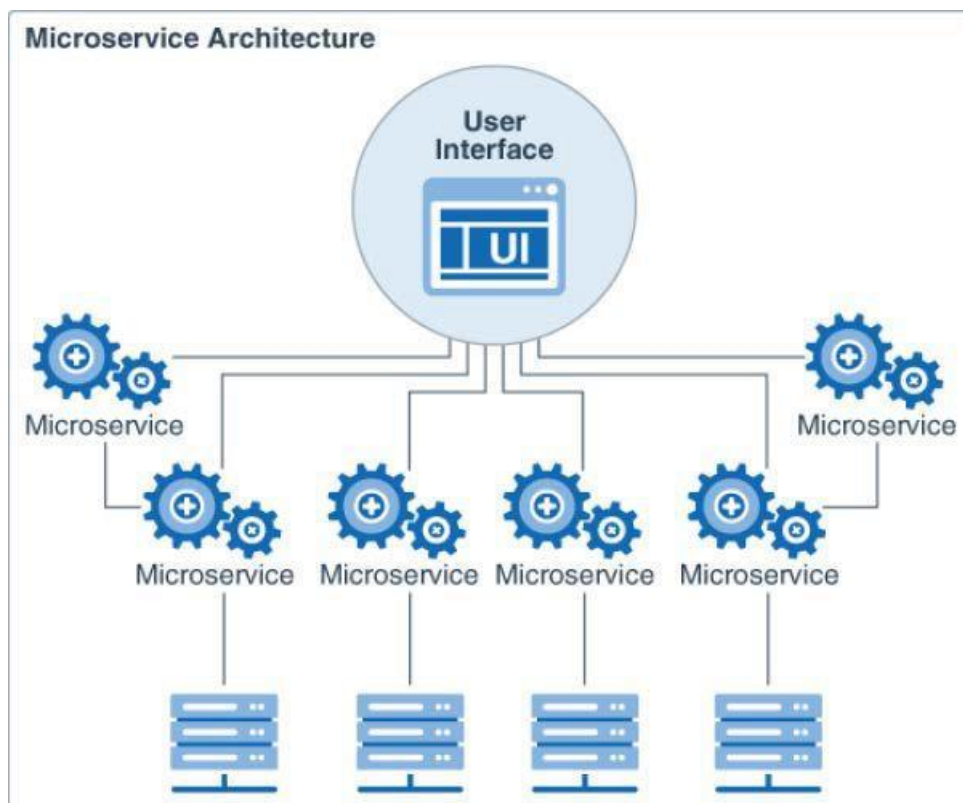 Microservice Architecture
User
Interface
UI
Microservice
Microservice
Microservice
Microservice
Microservice
Microservice